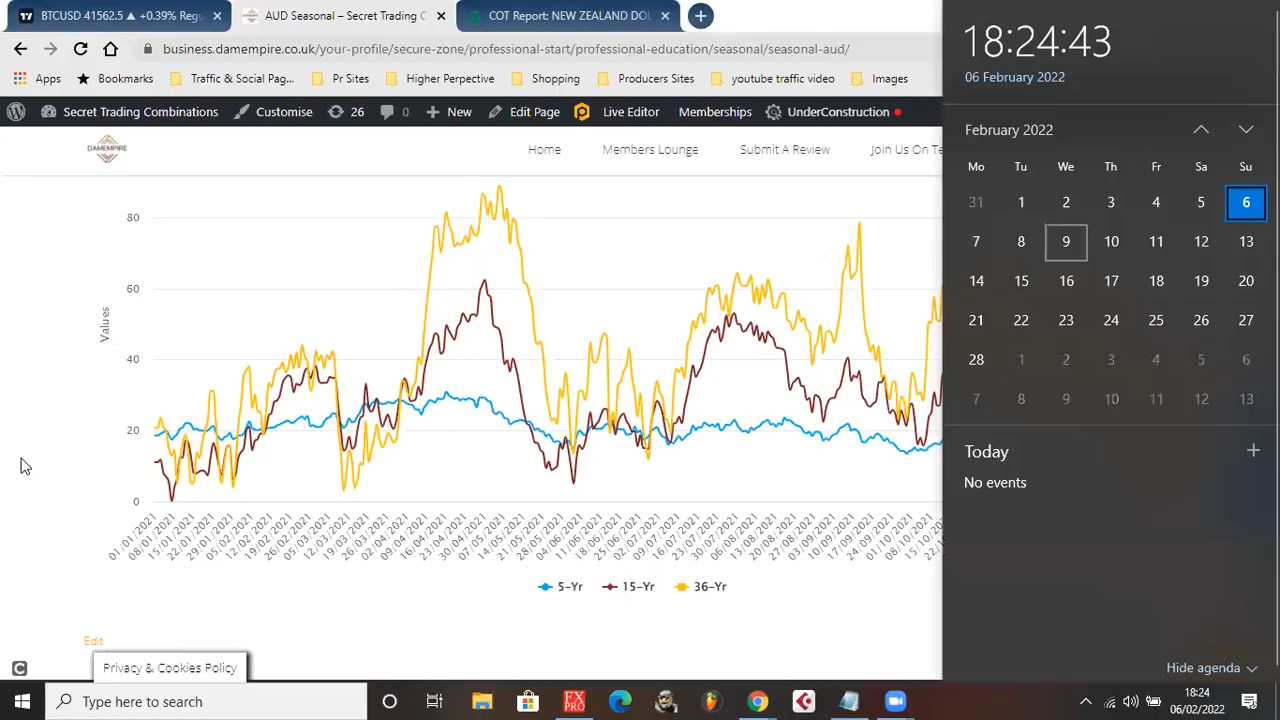 BTCUSD 41562.5 ▲ +0.39% Regu
AUD Seasonal – Secret Trading C
COT Report: NEW ZEALAND DOL
business.damempire.co.uk/your-profile/secure-zone/professional-start/professional-education/seasonal/seasonal-aud/
Apps Bookmarks Traffic & Social Pag... Pr Sites Higher Perpective Shopping Producers Sites youtube traffic video Images
Secret Trading Combinations Customise 26 0 New Edit Page Live Editor Memberships UnderConstruction
DAMEMPIRE
Home Members Lounge Submit A Review Join Us On Te
Values
80
60
40
20
0
01/01/2021 08/01/2021 15/01/2021 22/01/2021 29/01/2021 05/02/2021 12/02/2021 19/02/2021 26/02/2021 05/03/2021 12/03/2021 19/03/2021 26/03/2021 02/04/2021 09/04/2021 16/04/2021 23/04/2021 30/04/2021 07/05/2021 14/05/2021 21/05/2021 28/05/2021 04/06/2021 11/06/2021 18/06/2021 25/06/2021 02/07/2021 09/07/2021 16/07/2021 23/07/2021 30/07/2021 06/08/2021 13/08/2021 20/08/2021 27/08/2021 03/09/2021 10/09/2021 17/09/2021 24/09/2021 01/10/2021 08/10/2021 15/10/2021 22/1
5-Yr 15-Yr 36-Yr
Edit
Privacy & Cookies Policy
18:24:43
06 February 2022
February 2022
Mo Tu We Th Fr Sa Su
31 1 2 3 4 5 6
7 8 9 10 11 12 13
14 15 16 17 18 19 20
21 22 23 24 25 26 27
28 1 2 3 4 5 6
7 8 9 10 11 12 13
Today
No events
Hide agenda
Type here to search
FX
PRO
18:24
06/02/2022